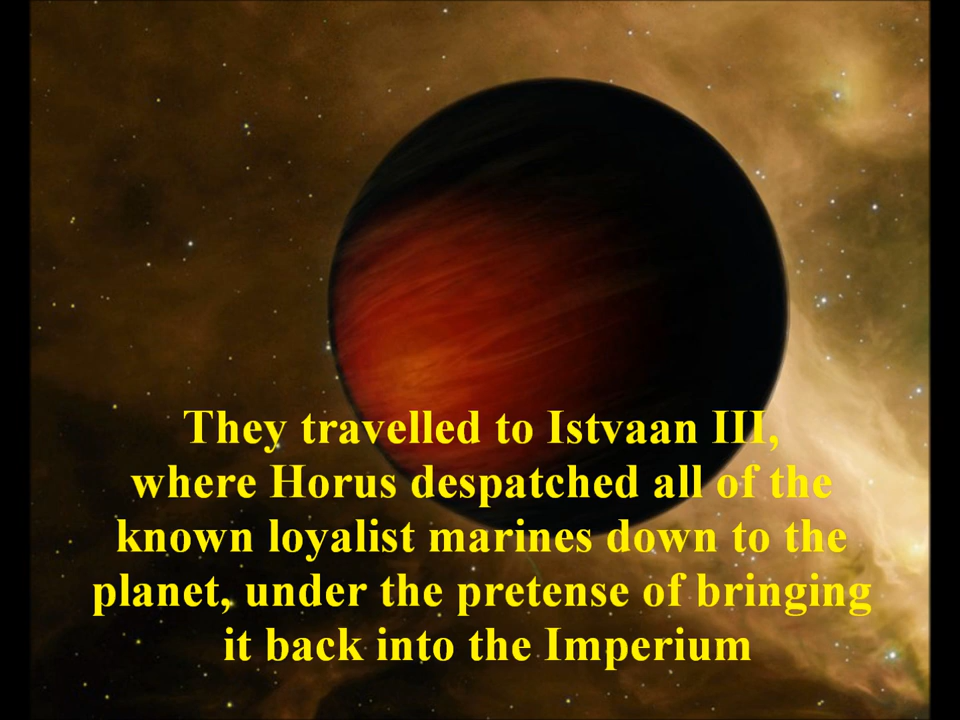 They travelled to Istvaan III,
where Horus despatched all of the
known loyalist marines down to the
planet, under the pretense of bringing
it back into the Imperium